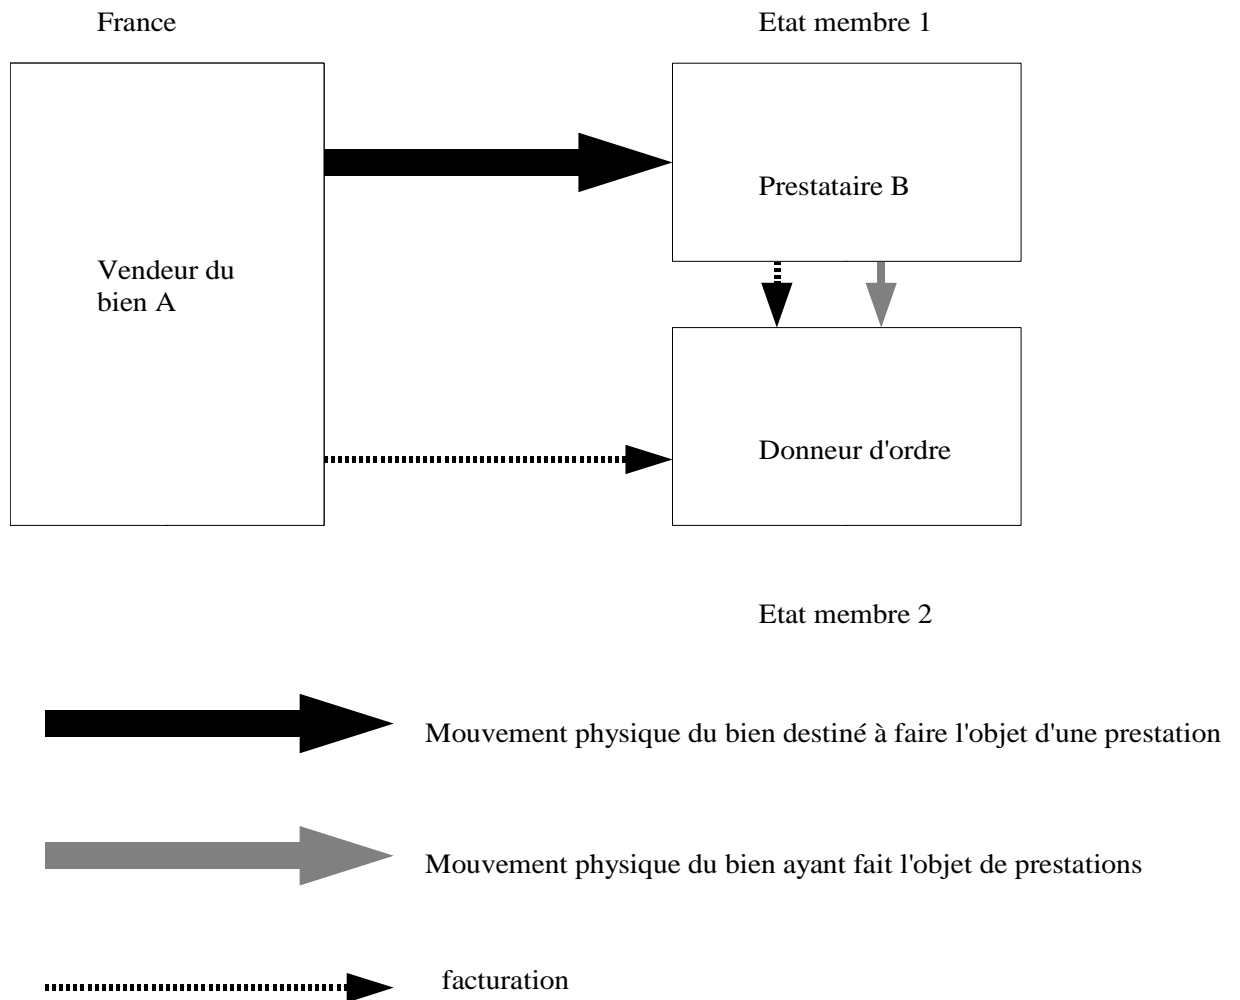 France
Etat membre 1
Prestataire B
Vendeur du
bien A
Donneur d'ordre
Etat membre 2
Mouvement physique du bien destiné à faire l'objet d'une prestation
Mouvement physique du bien ayant fait l'objet de prestations
facturation